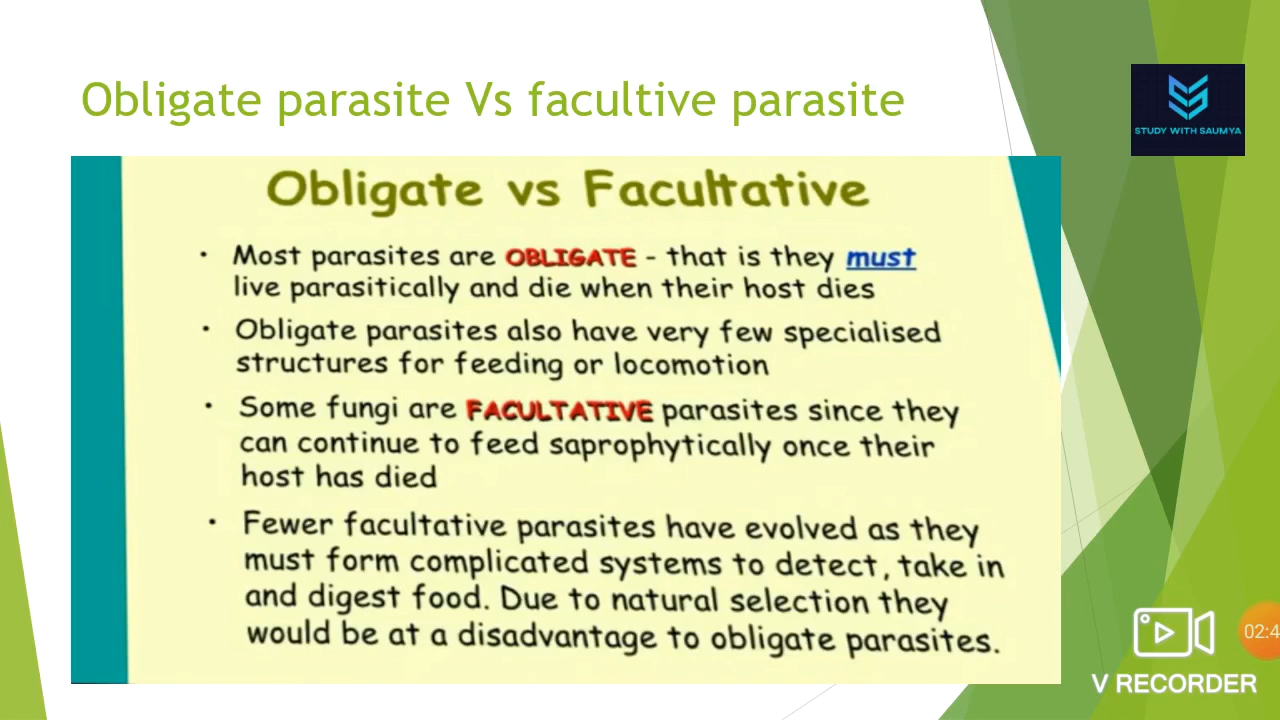 Obligate parasite Vs facultive parasite
STUDY WITH SAUMYA
Obligate vs Facultative
• Most parasites are OBLIGATE - that is they must
live parasitically and die when their host dies
• Obligate parasites also have very few specialised
structures for feeding or locomotion
• Some fungi are FACULTATIVE parasites since they
can continue to feed saprophytically once their
host has died
• Fewer facultative parasites have evolved as they
must form complicated systems to detect, take in
and digest food. Due to natural selection they
would be at a disadvantage to obligate parasites.
02:4
V RECORDER